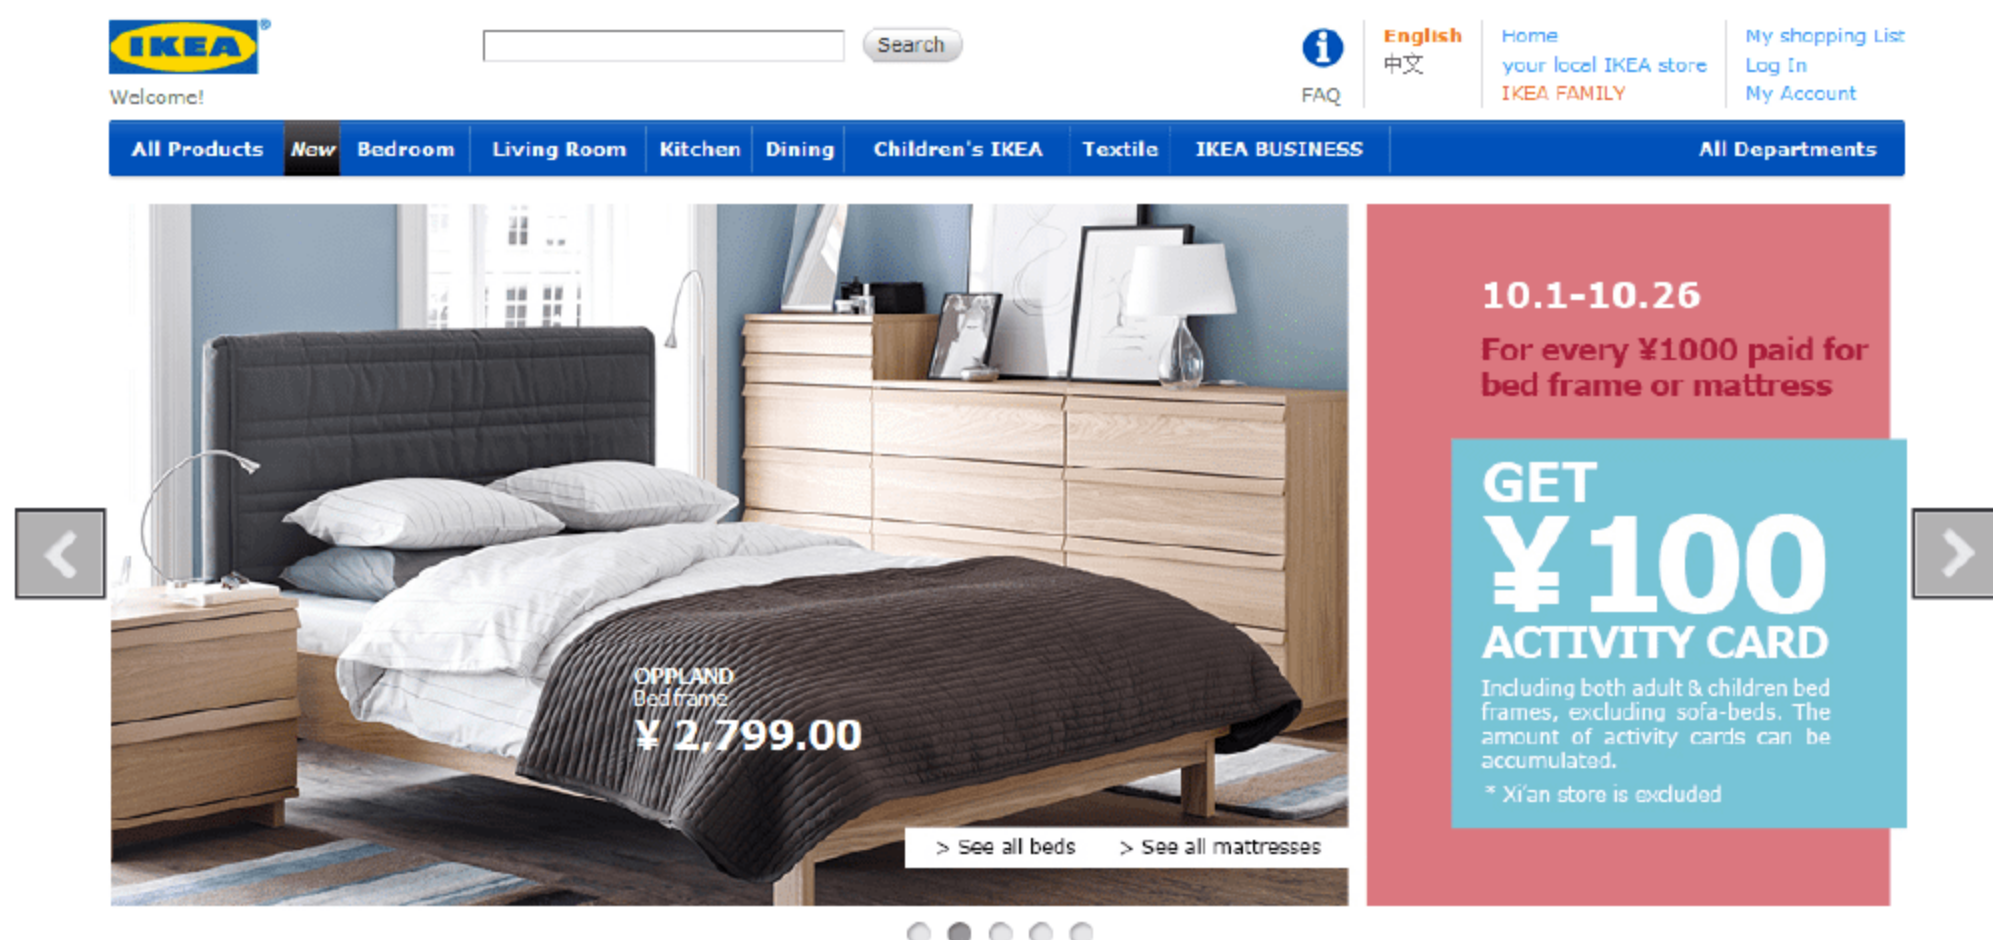 IKEA®
Welcome!
Search
FAQ
English
中文
Home
your local IKEA store
IKEA FAMILY
My shopping List
Log In
My Account
All Products New Bedroom Living Room Kitchen Dining Children's IKEA Textile IKEA BUSINESS All Departments
10.1-10.26
For every ¥1000 paid for
bed frame or mattress
GET
¥100
ACTIVITY CARD
Including both adult & children bed
frames, excluding sofa-beds. The
amount of activity cards can be
accumulated.
* Xi'an store is excluded
OPPLAND
Bed frame
¥ 2,799.00
> See all beds > See all mattresses